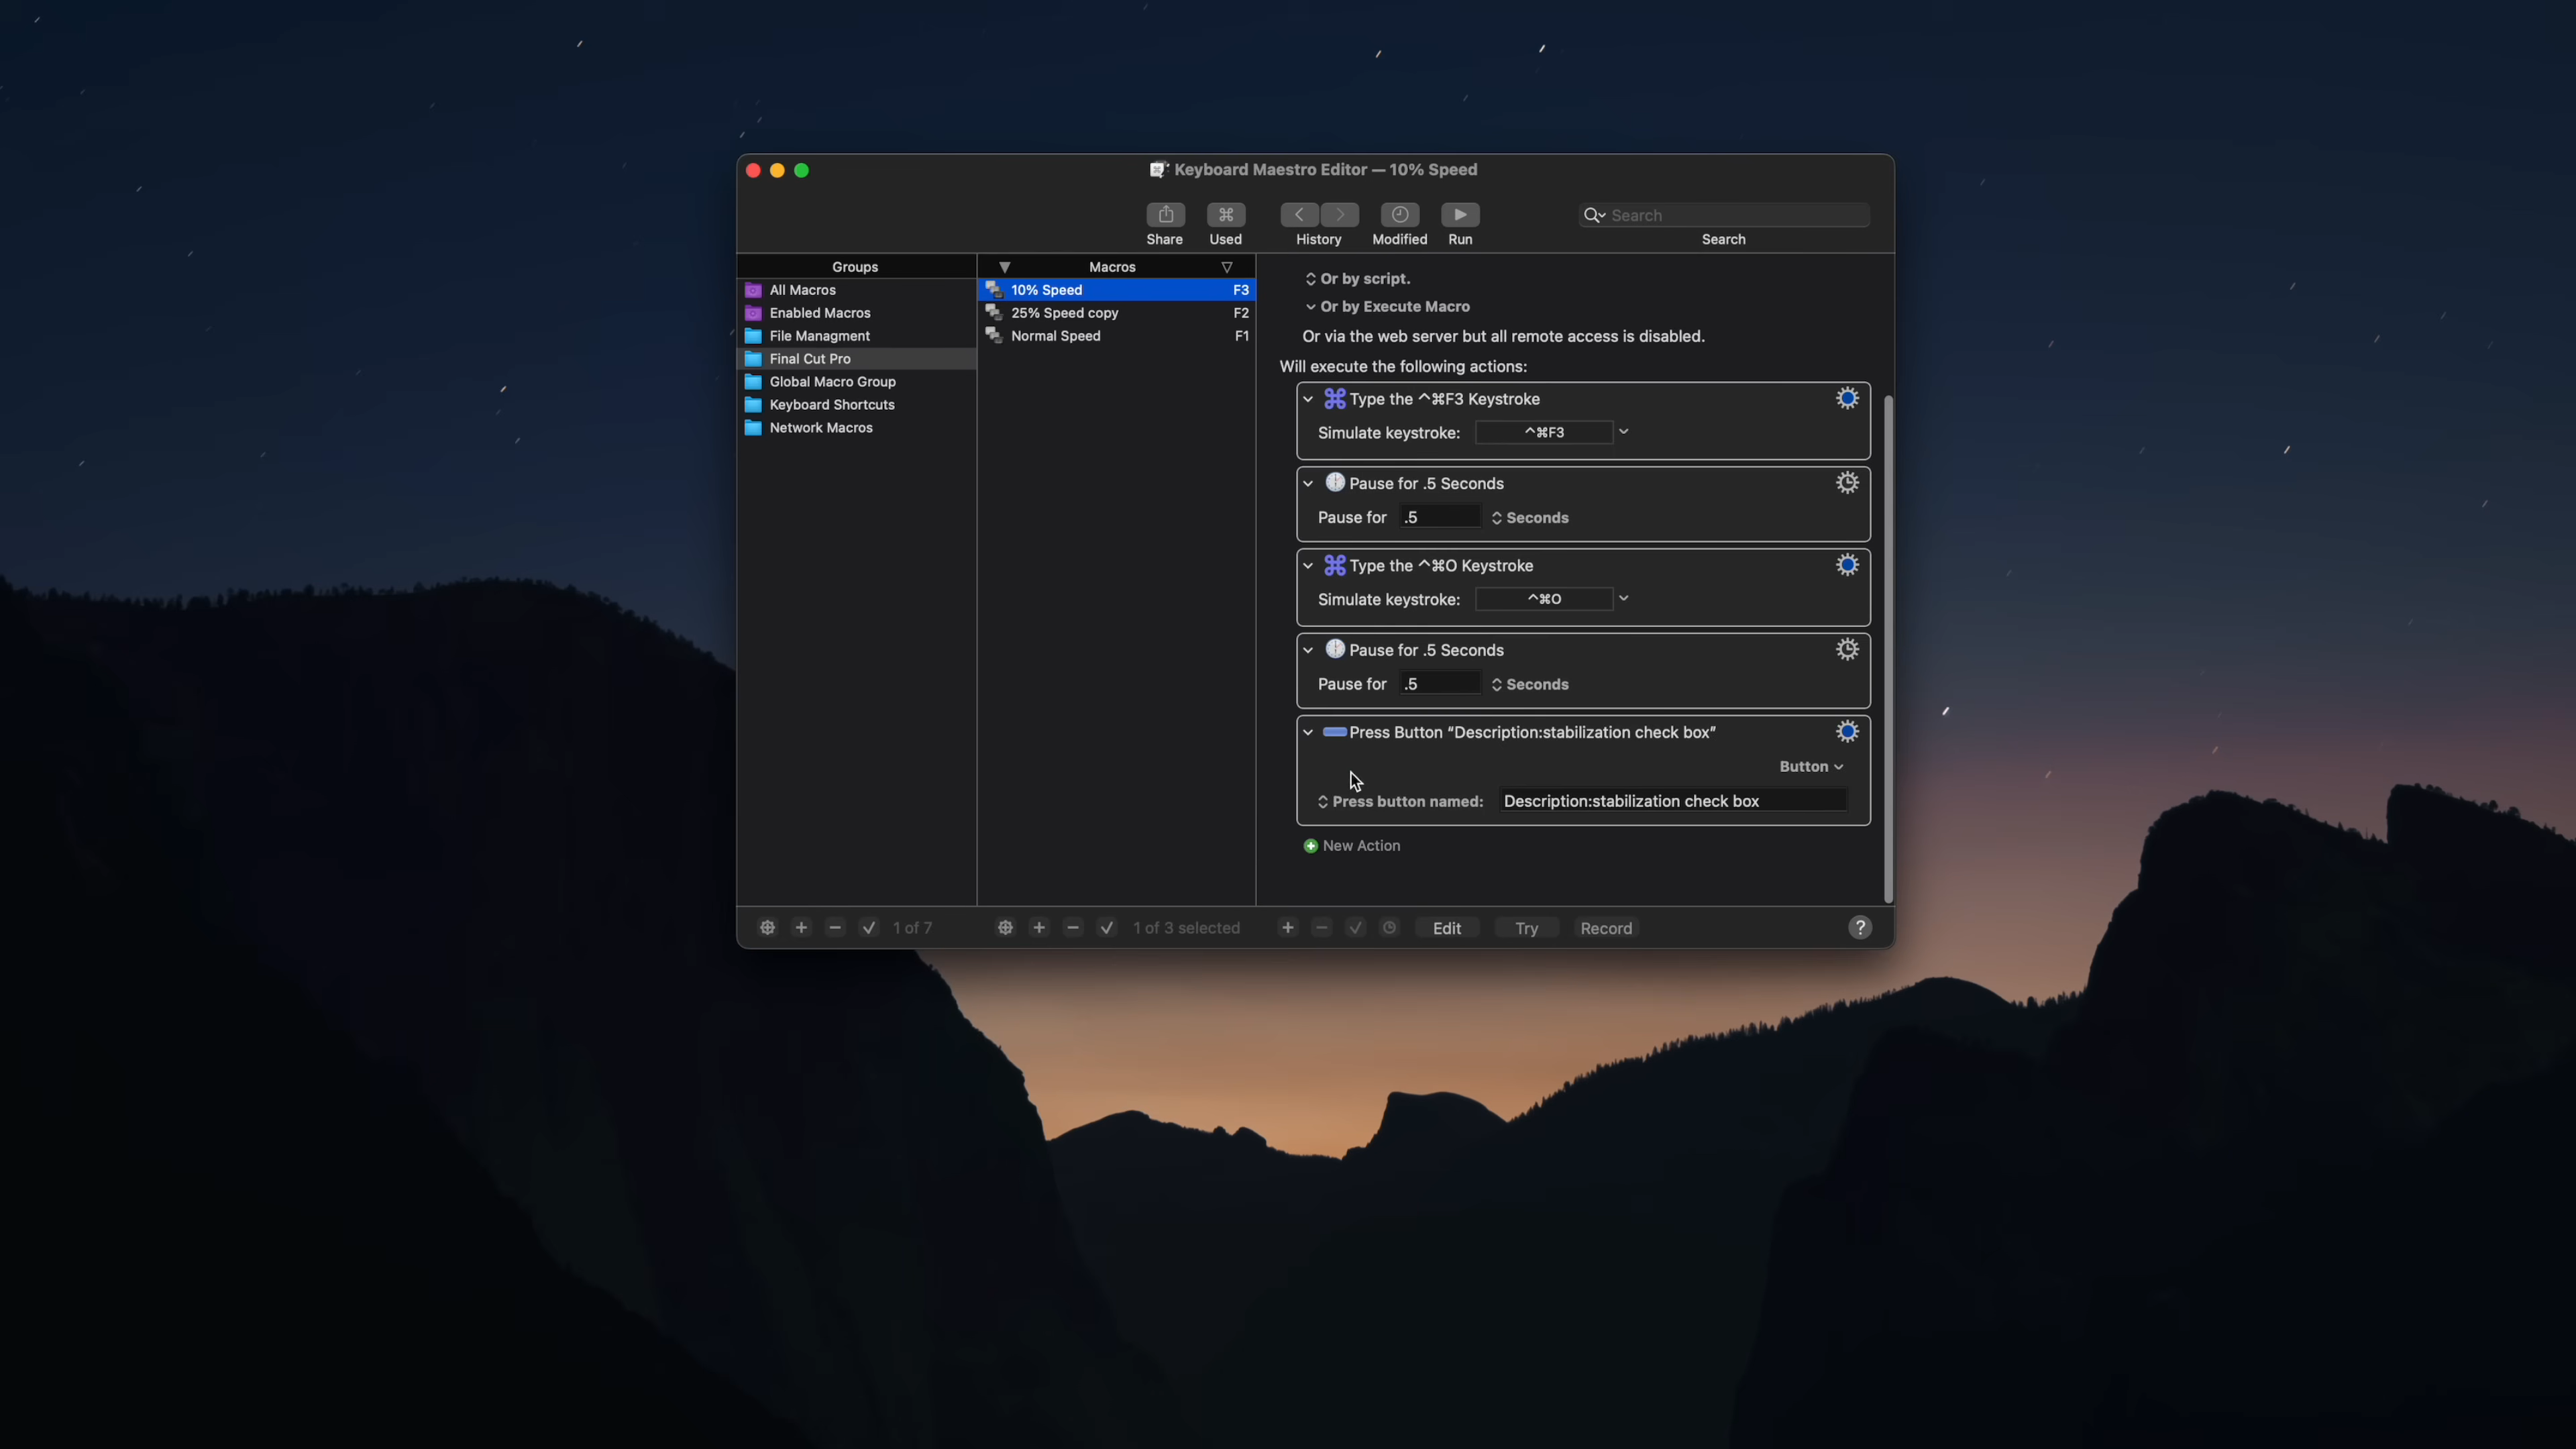 Keyboard Maestro Editor — 10% Speed
Share
Used
History
Modified
Run
Search
Search
Groups
All Macros
Enabled Macros
File Managment
Final Cut Pro
Global Macro Group
Keyboard Shortcuts
Network Macros
Macros
10% Speed F3
25% Speed copy F2
Normal Speed F1
Or by script.
Or by Execute Macro
Or via the web server but all remote access is disabled.
Will execute the following actions:
Type the ^⌘F3 Keystroke
Simulate keystroke: ^⌘F3
Pause for .5 Seconds
Pause for .5 Seconds
Type the ^⌘O Keystroke
Simulate keystroke: ^⌘O
Pause for .5 Seconds
Pause for .5 Seconds
Press Button “Description:stabilization check box”
Button
Press button named: Description:stabilization check box
New Action
1 of 7
1 of 3 selected
Edit Try Record ?